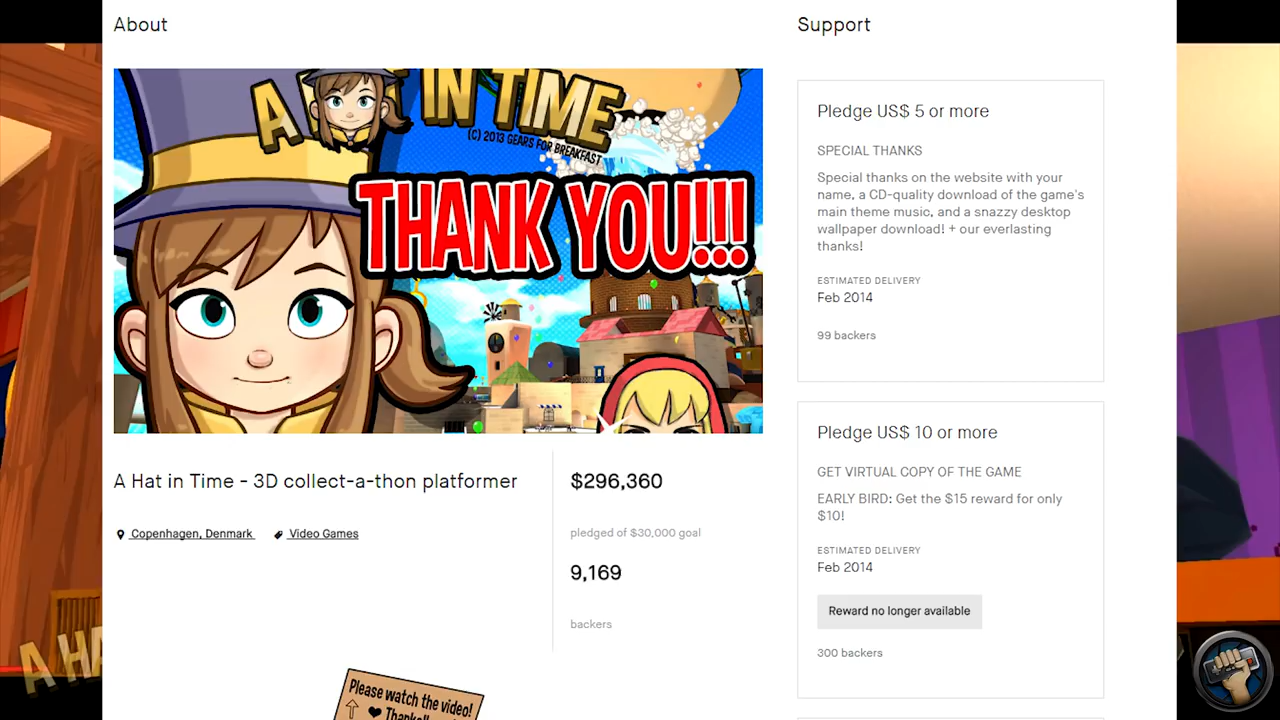 About
A HAT IN TIME
(C) 2013 GEARS FOR BREAKFAST
THANK YOU!!!
A Hat in Time - 3D collect-a-thon platformer
Copenhagen, Denmark
Video Games
$296,360
pledged of $30,000 goal
9,169
backers
Please watch the video!
Support
Pledge US$ 5 or more
SPECIAL THANKS
Special thanks on the website with your
name, a CD-quality download of the game's
main theme music, and a snazzy desktop
wallpaper download! + our everlasting
thanks!
ESTIMATED DELIVERY
Feb 2014
99 backers
Pledge US$ 10 or more
GET VIRTUAL COPY OF THE GAME
EARLY BIRD: Get the $15 reward for only
$10!
ESTIMATED DELIVERY
Feb 2014
Reward no longer available
300 backers
A HA